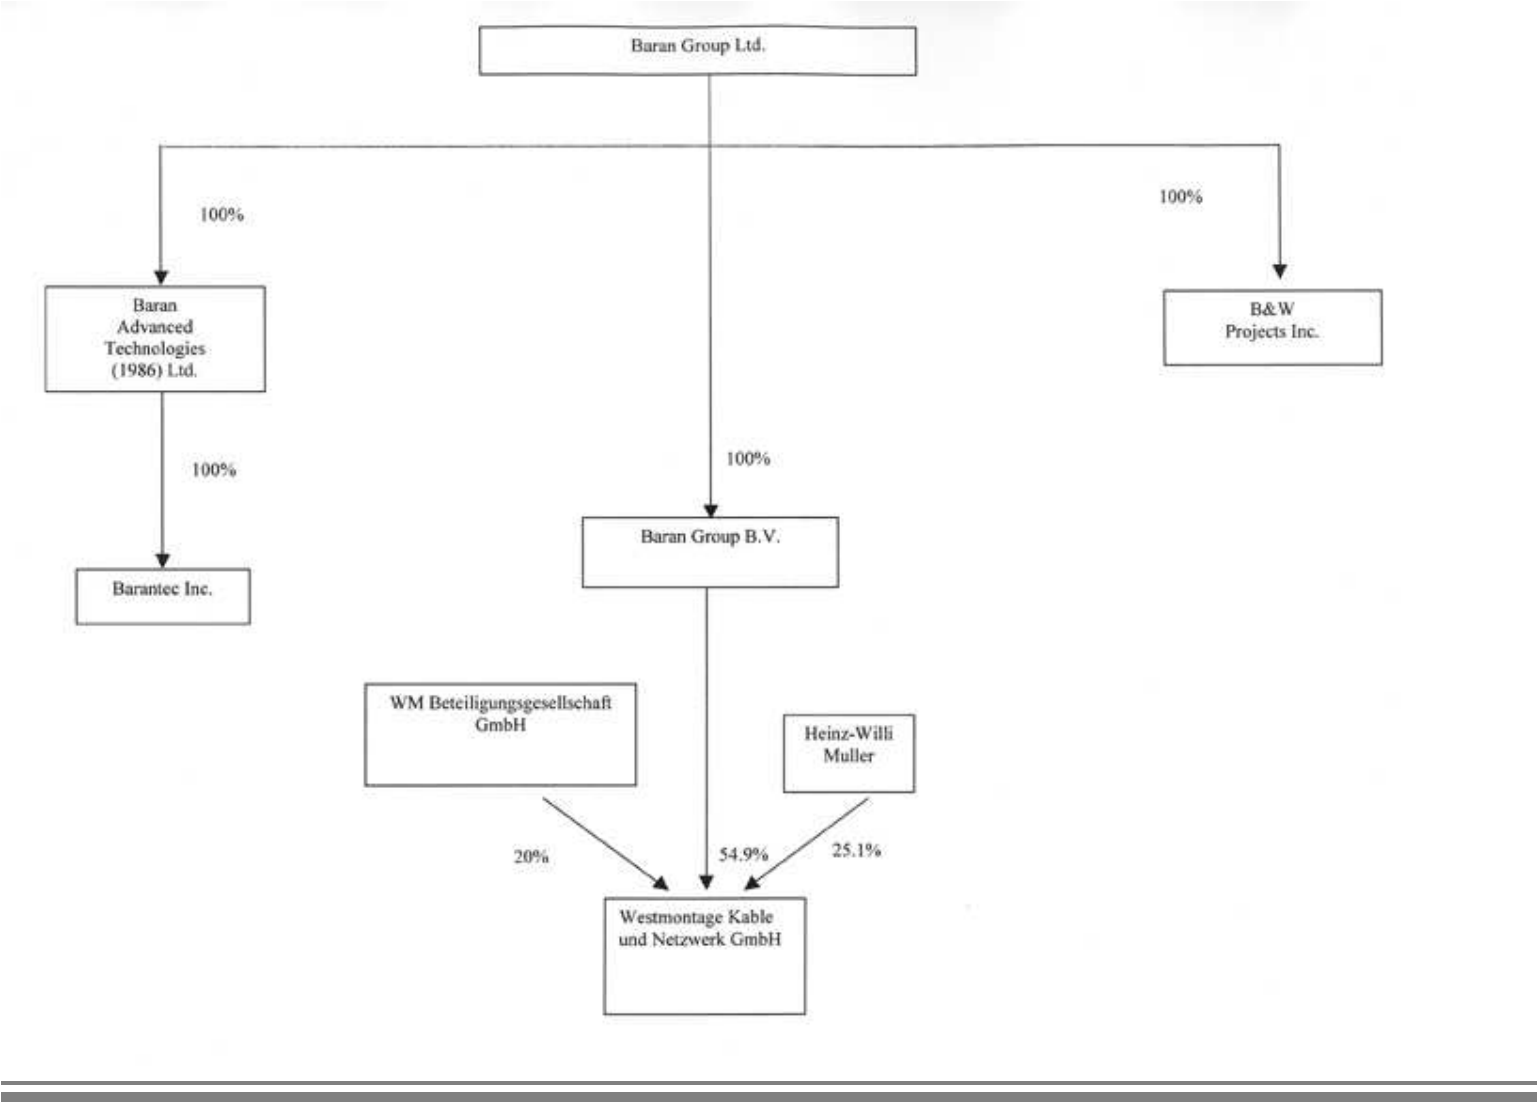 Baran Group Ltd.
100%
100%
Baran
Advanced
Technologies
(1986) Ltd.
B&W
Projects Inc.
100%
100%
Baran Group B.V.
Barantec Inc.
WM Beteiligungsgesellschaft
GmbH
Heinz-Willi
Muller
20%
54.9%
25.1%
Westmontage Kable
und Netzwerk GmbH